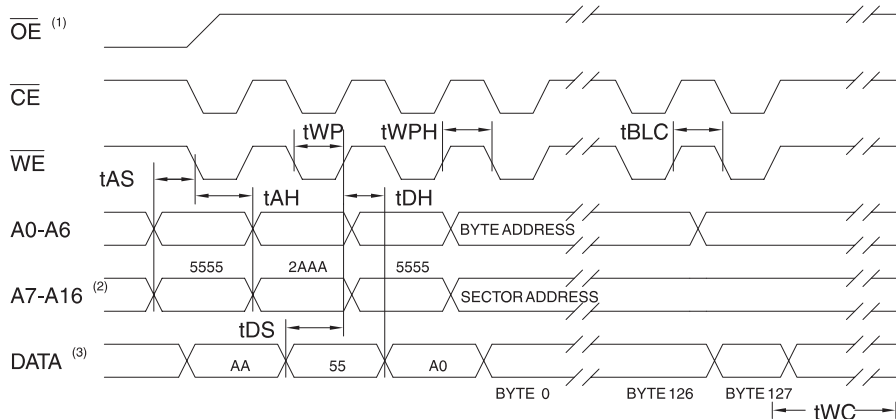 OE (1)
CE
tWP tWPH tBLC
WE
tAS
tAH tDH
A0-A6 BYTE ADDRESS
5555 2AAA 5555
A7-A16 (2) SECTOR ADDRESS
tDS
DATA (3) AA 55 A0
BYTE 0 BYTE 126 BYTE 127
tWC